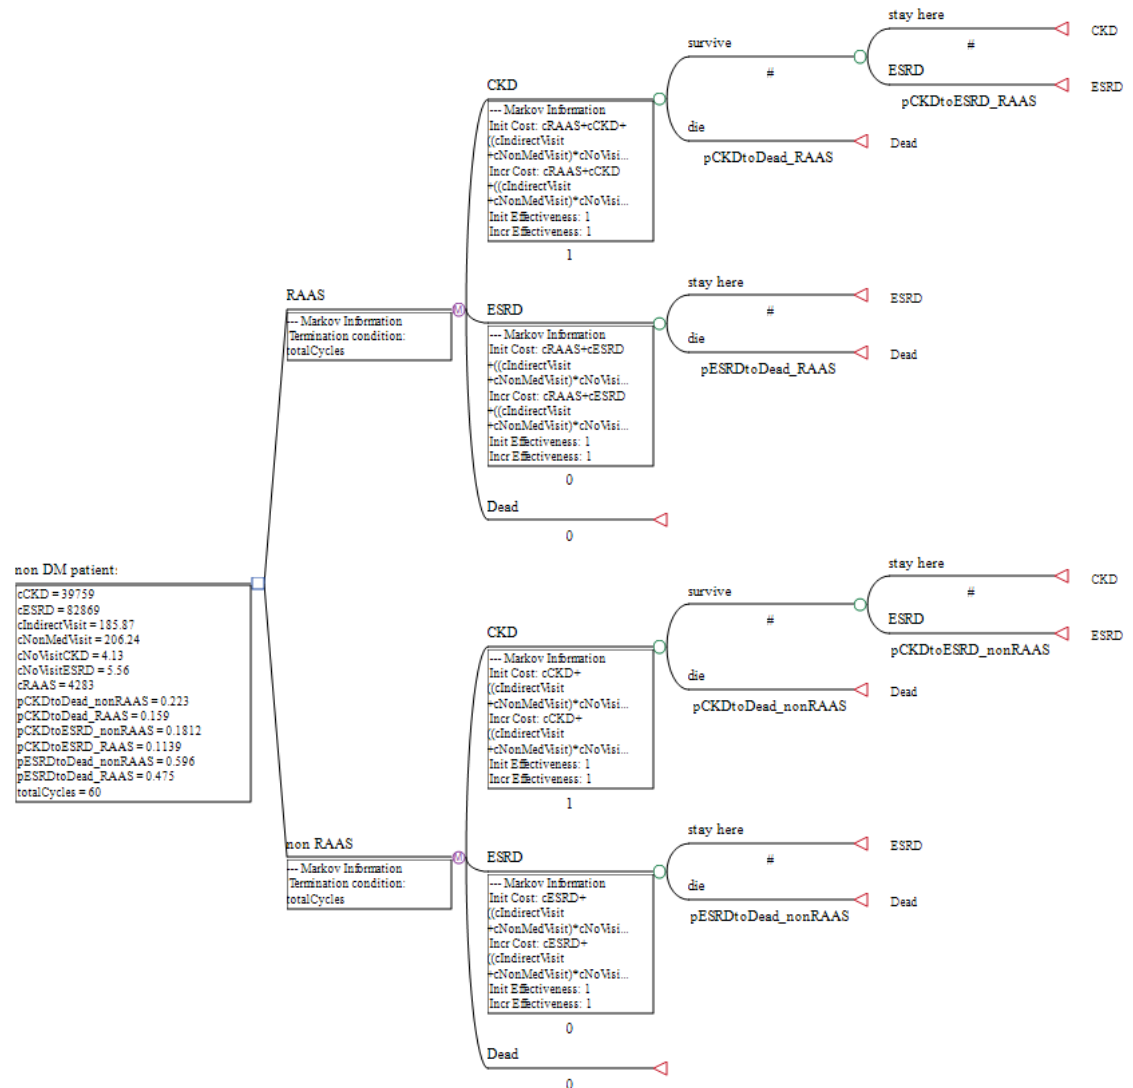 non DM patient:
cCKD = 39759
cESRD = 82869
cIndirectVisit = 185.87
cNonMedVisit = 206.24
cNoVisitCKD = 4.13
cNoVisitESRD = 5.56
cRAAS = 4283
pCKDtoDead_nonRAAS = 0.223
pCKDtoDead_RAAS = 0.159
pCKDtoESRD_nonRAAS = 0.1812
pCKDtoESRD_RAAS = 0.1139
pESRDtoDead_nonRAAS = 0.596
pESRDtoDead_RAAS = 0.475
totalCycles = 60
RAAS
--- Markov Information
Termination condition:
totalCycles
CKD
--- Markov Information
Init Cost: cRAAS+cCKD+
((cIndirectVisit
+cNonMedVisit)*cNoVisi...
Incr Cost: cRAAS+cCKD
+((cIndirectVisit
+cNonMedVisit)*cNoVisi...
Init Effectiveness: 1
Incr Effectiveness: 1
1
survive
#
stay here
#
CKD
ESRD
pCKDtoESRD_RAAS
ESRD
die
pCKDtoDead_RAAS
Dead
ESRD
--- Markov Information
Init Cost: cRAAS+cESRD
+((cIndirectVisit
+cNonMedVisit)*cNoVisi...
Incr Cost: cRAAS+cESRD
+((cIndirectVisit
+cNonMedVisit)*cNoVisi...
Init Effectiveness: 1
Incr Effectiveness: 1
0
stay here
#
ESRD
die
pESRDtoDead_RAAS
Dead
Dead
0
non RAAS
--- Markov Information
Termination condition:
totalCycles
CKD
--- Markov Information
Init Cost: cCKD+
((cIndirectVisit
+cNonMedVisit)*cNoVisi...
Incr Cost: cCKD+
((cIndirectVisit
+cNonMedVisit)*cNoVisi...
Init Effectiveness: 1
Incr Effectiveness: 1
1
survive
#
stay here
#
CKD
ESRD
pCKDtoESRD_nonRAAS
ESRD
die
pCKDtoDead_nonRAAS
Dead
ESRD
--- Markov Information
Init Cost: cESRD+
((cIndirectVisit
+cNonMedVisit)*cNoVisi...
Incr Cost: cESRD+
((cIndirectVisit
+cNonMedVisit)*cNoVisi...
Init Effectiveness: 1
Incr Effectiveness: 1
0
stay here
#
ESRD
die
pESRDtoDead_nonRAAS
Dead
Dead
0